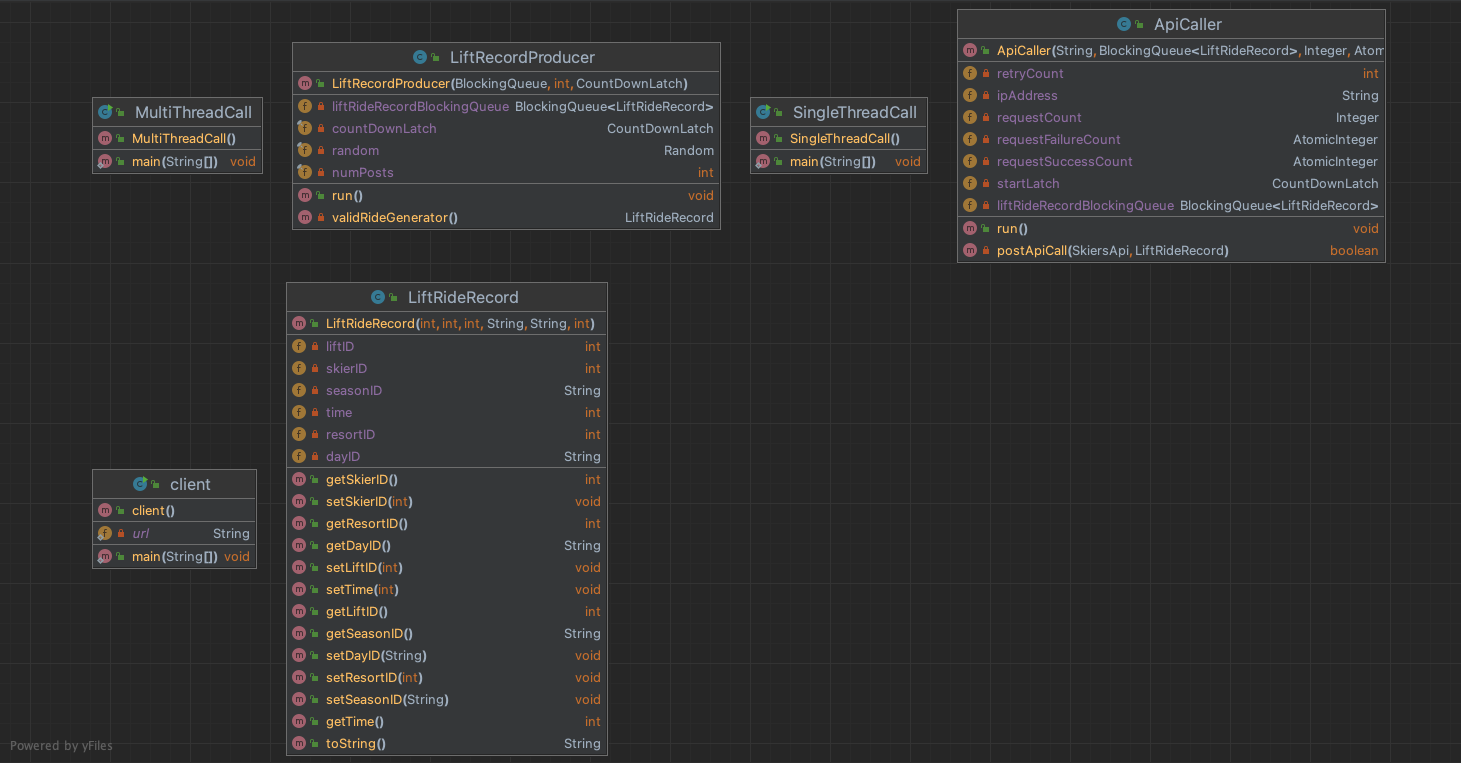 MultiThreadCall
MultiThreadCall()
main(String[]) void
LiftRecordProducer
LiftRecordProducer(BlockingQueue, int, CountDownLatch)
liftRideRecordBlockingQueue BlockingQueue<LiftRideRecord>
countDownLatch CountDownLatch
random Random
numPosts int
run() void
validRideGenerator() LiftRideRecord
SingleThreadCall
SingleThreadCall()
main(String[]) void
ApiCaller
ApiCaller(String, BlockingQueue<LiftRideRecord>, Integer, Atom
retryCount int
ipAddress String
requestCount Integer
requestFailureCount AtomicInteger
requestSuccessCount AtomicInteger
startLatch CountDownLatch
liftRideRecordBlockingQueue BlockingQueue<LiftRideRecord>
run() void
postApiCall(SkiersApi, LiftRideRecord) boolean
LiftRideRecord
LiftRideRecord(int, int, int, String, String, int)
liftID int
skierID int
seasonID String
time int
resortID int
dayID String
getSkierID() int
setSkierID(int) void
getResortID() int
getDayID() String
setLiftID(int) void
setTime(int) void
getLiftID() int
getSeasonID() String
setDayID(String) void
setResortID(int) void
setSeasonID(String) void
getTime() int
toString() String
client
client()
url String
main(String[]) void
Powered by yFiles